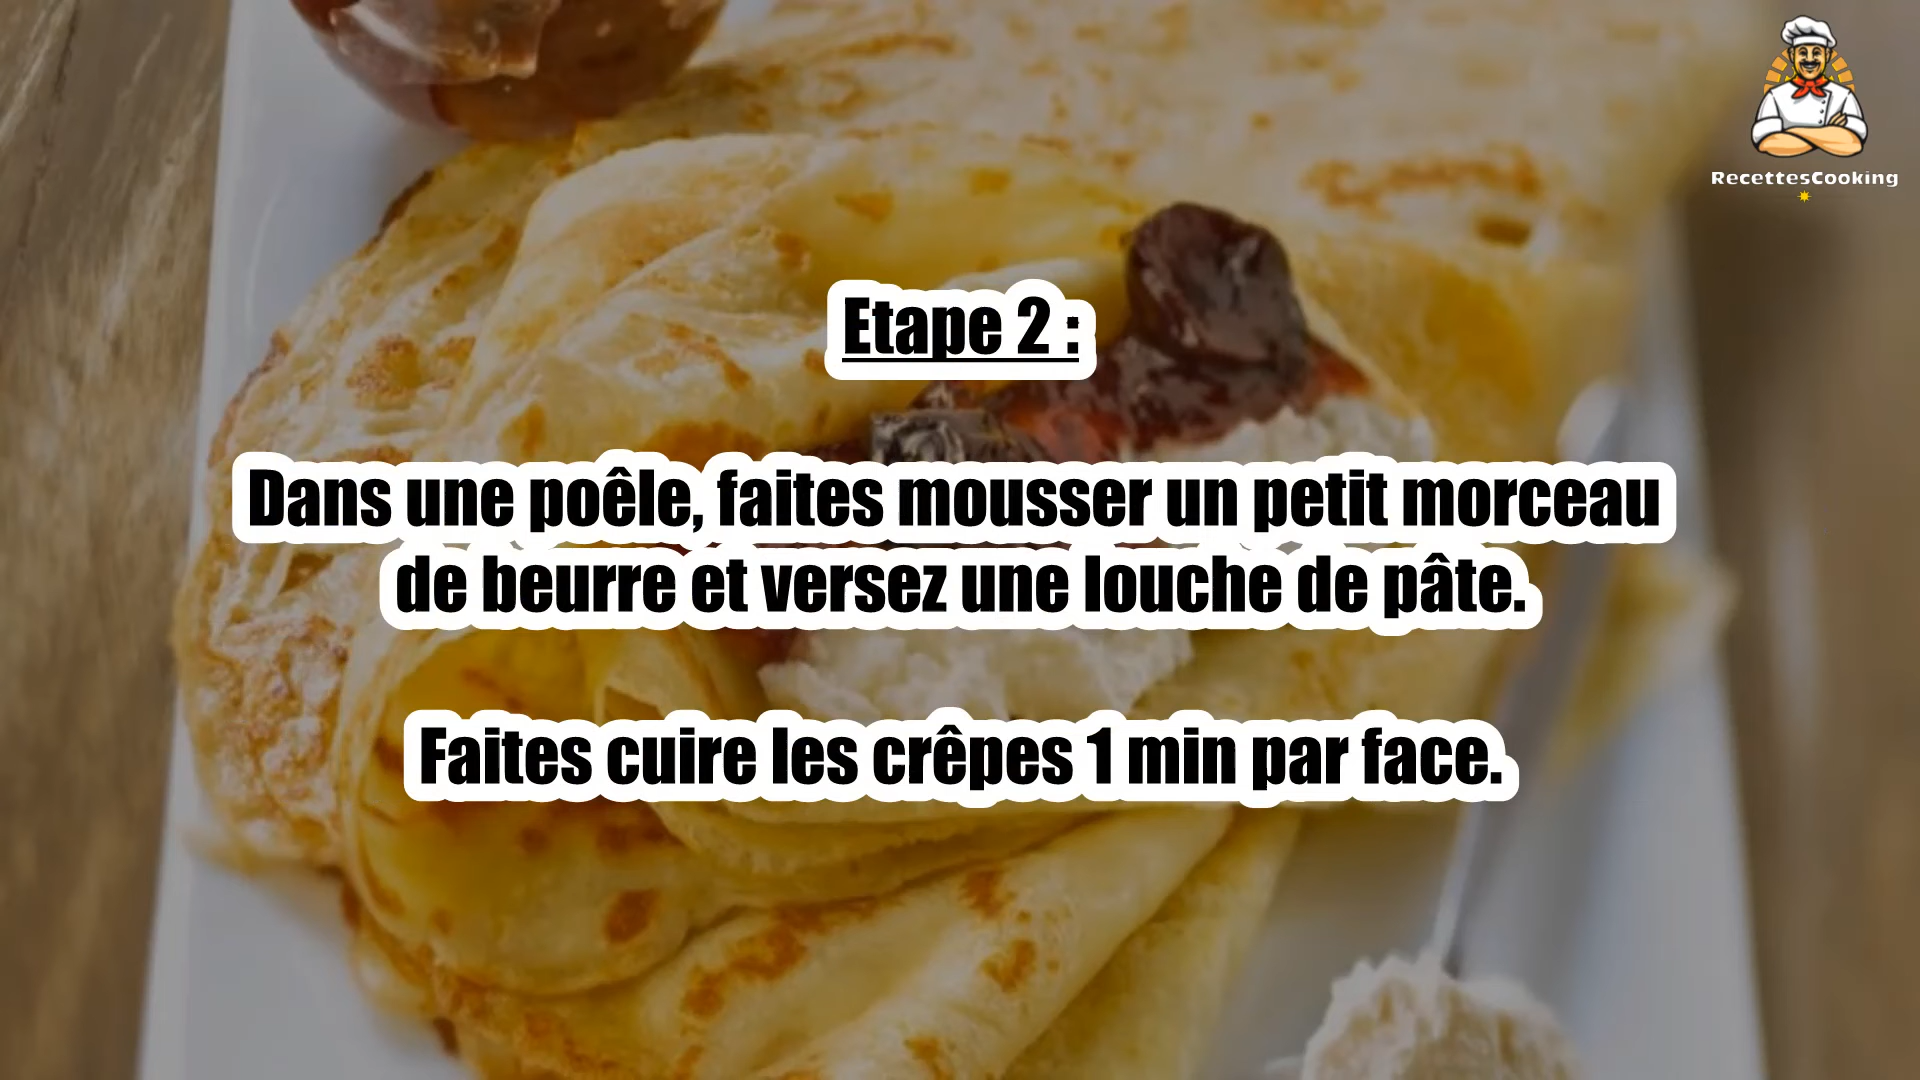 RecettesCooking
Etape 2 :
Dans une poêle, faites mousser un petit morceau
de beurre et versez une louche de pâte.
Faites cuire les crêpes 1 min par face.